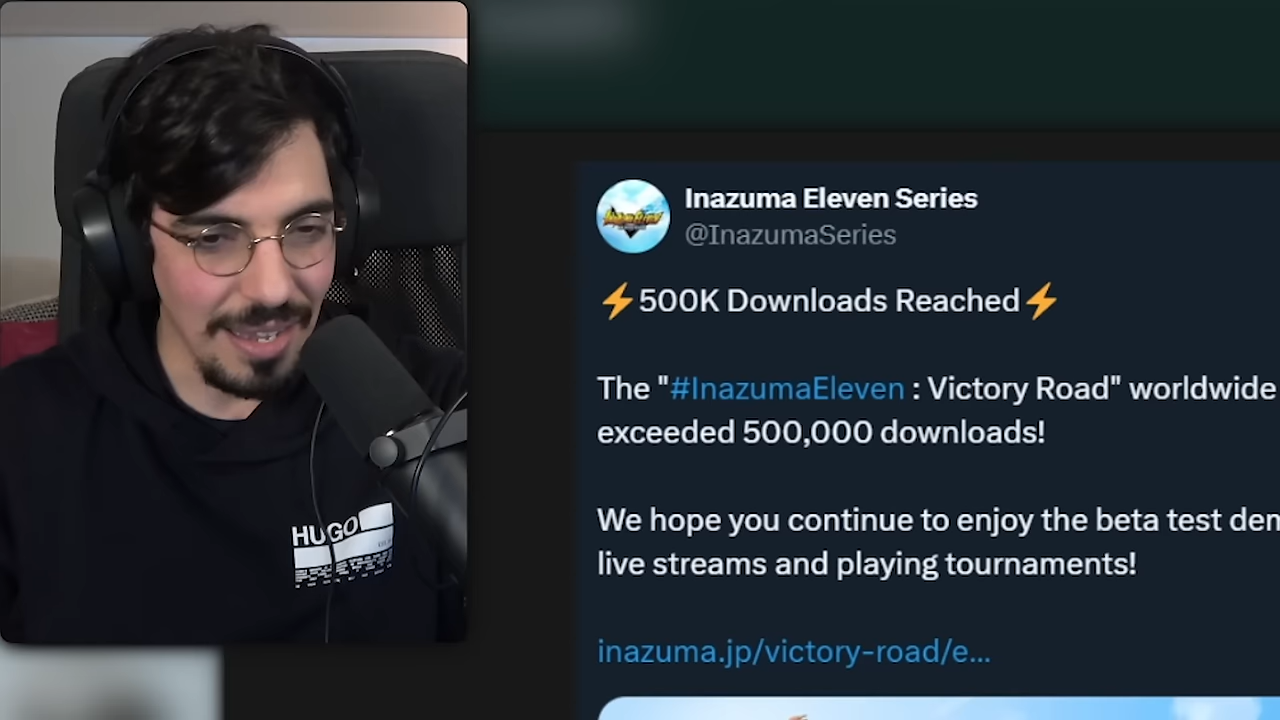 Inazuma Eleven Series
@InazumaSeries
⚡500K Downloads Reached⚡
The "#InazumaEleven : Victory Road" worldwide
exceeded 500,000 downloads!
We hope you continue to enjoy the beta test
live streams and playing tournaments!
inazuma.jp/victory-road/e...
HUGO